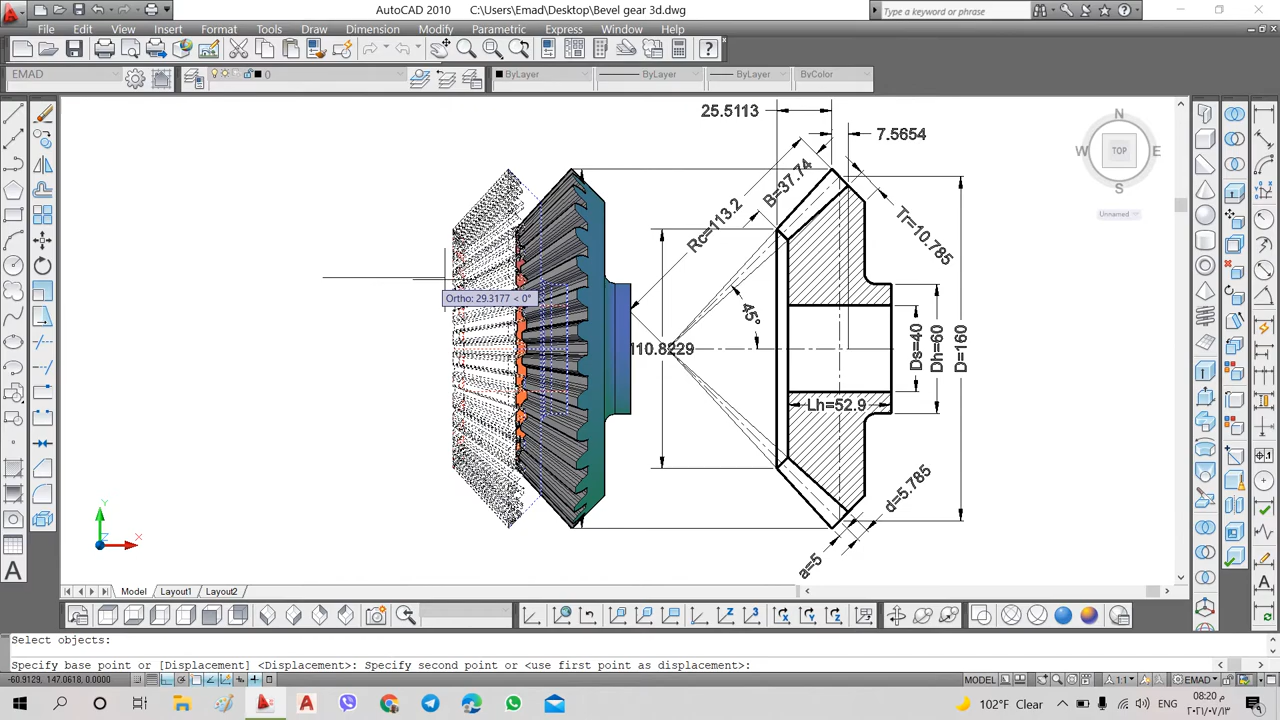 AutoCAD 2010 C:\Users\Emad\Desktop\Bevel gear 3d.dwg
Type a keyword or phrase
File Edit View Insert Format Tools Draw Dimension Modify Parametric Express Window Help
EMAD 0 ByLayer ByLayer ByLayer ByColor
25.5113
7.5654
N
W TOP E
S
Unnamed
B=37.74
Rc=113.2
Tr=10.785
Ortho: 29.3177 < 0°
45°
110.8229
Ds=40
Dh=60
D=160
Lh=52.9
d=5.785
a=5
Y
Z X
Model Layout1 Layout2
Select objects:
Specify base point or [Displacement] <Displacement>: Specify second point or <use first point as displacement>:
-60.9129, 147.0618, 0.0000 MODEL 1:1 EMAD
102°F Clear ENG 08:20 م
٢٠٢١/٠٧/١٣